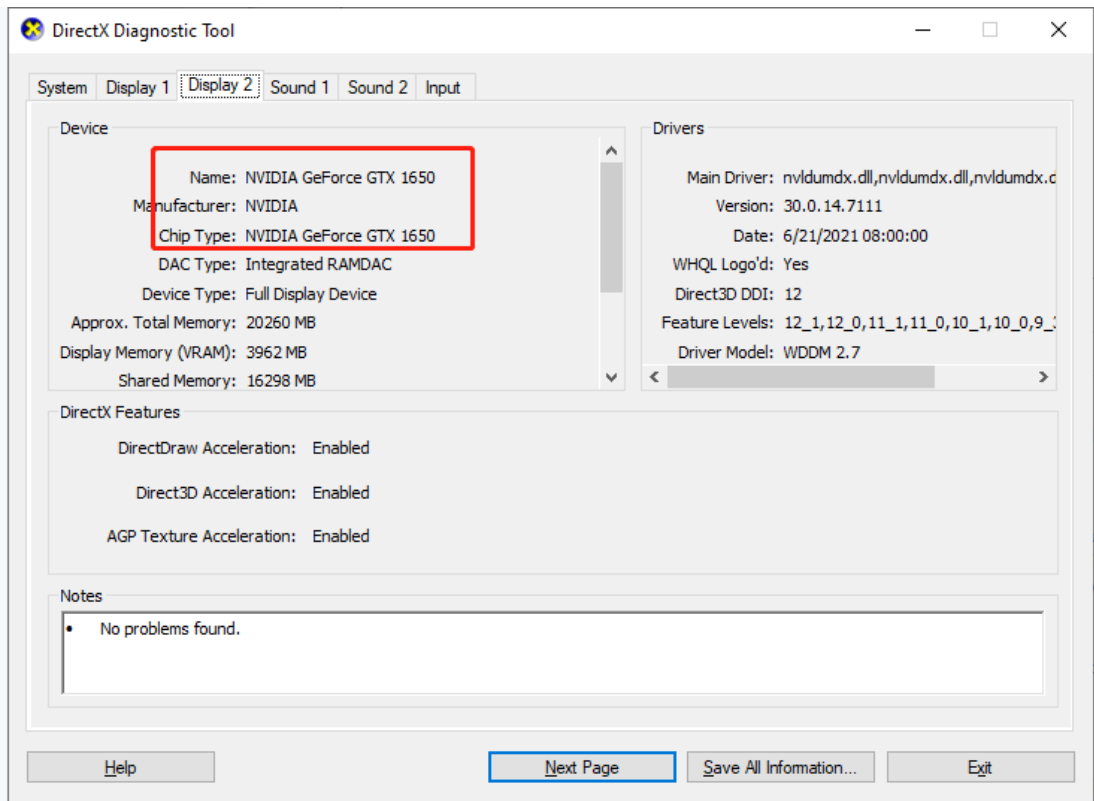 DirectX Diagnostic Tool
System Display 1 Display 2 Sound 1 Sound 2 Input
Device
Name: NVIDIA GeForce GTX 1650
Manufacturer: NVIDIA
Chip Type: NVIDIA GeForce GTX 1650
DAC Type: Integrated RAMDAC
Device Type: Full Display Device
Approx. Total Memory: 20260 MB
Display Memory (VRAM): 3962 MB
Shared Memory: 16298 MB
Drivers
Main Driver: nvldumdx.dll,nvldumdx.dll,nvldumdx.d
Version: 30.0.14.7111
Date: 6/21/2021 08:00:00
WHQL Logo'd: Yes
Direct3D DDI: 12
Feature Levels: 12_1,12_0,11_1,11_0,10_1,10_0,9_
Driver Model: WDDM 2.7
DirectX Features
DirectDraw Acceleration: Enabled
Direct3D Acceleration: Enabled
AGP Texture Acceleration: Enabled
Notes
• No problems found.
Help Next Page Save All Information... Exit